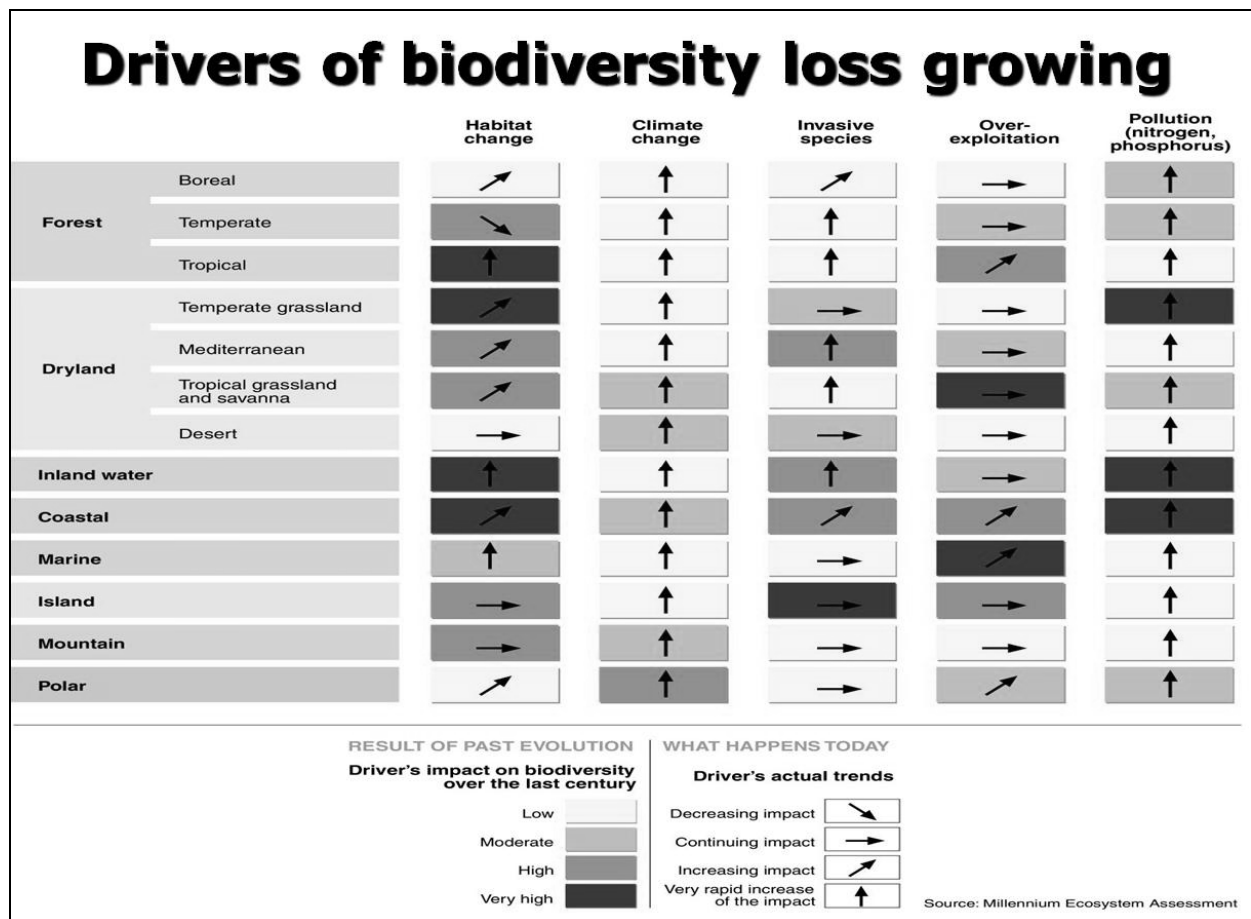 Drivers of biodiversity loss growing
Habitat
change
Climate
change
Invasive
species
Over-
exploitation
Pollution
(nitrogen,
phosphorus)
Forest
Boreal
Temperate
Tropical
Dryland
Temperate grassland
Mediterranean
Tropical grassland
and savanna
Desert
Inland water
Coastal
Marine
Island
Mountain
Polar
RESULT OF PAST EVOLUTION
Driver's impact on biodiversity
over the last century
Low
Moderate
High
Very high
WHAT HAPPENS TODAY
Driver's actual trends
Decreasing impact
Continuing impact
Increasing impact
Very rapid increase
of the impact
Source: Millennium Ecosystem Assessment